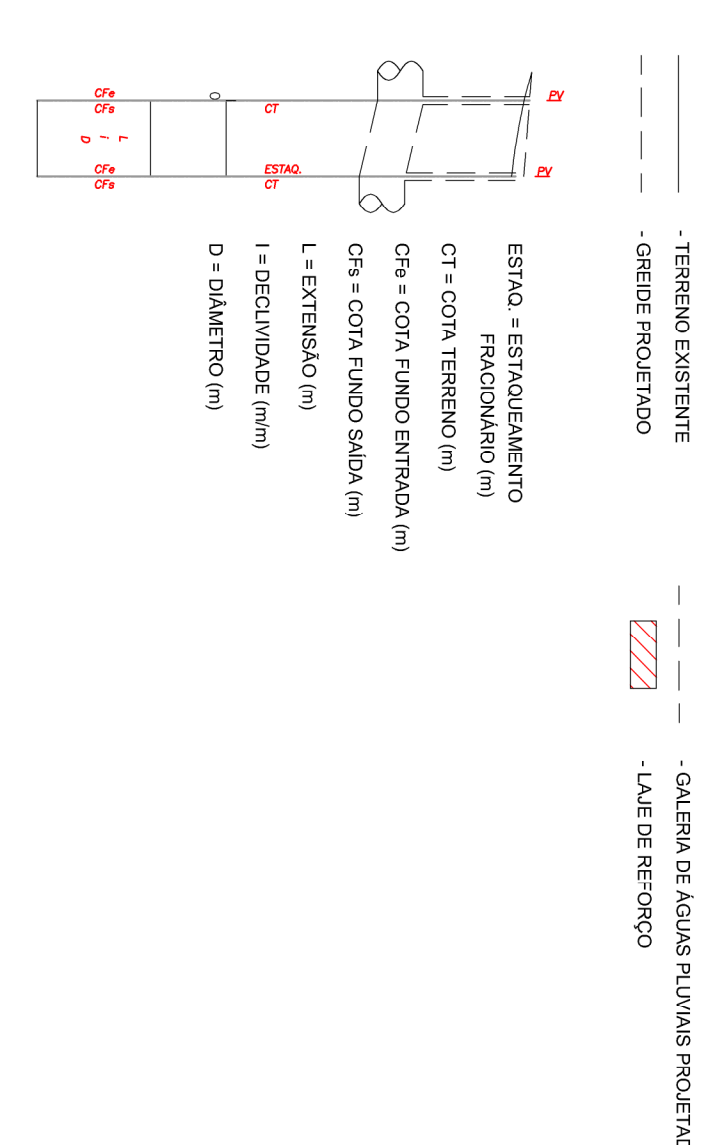 - TERRENO EXISTENTE
- GREIDE PROJETADO
- GALERIA DE ÁGUAS PLUVIAIS PROJETAD
- LAJE DE REFORÇO
PV
PV
ESTAQ. = ESTAQUEAMENTO
FRACIONÁRIO (m)
CT = COTA TERRENO (m)
CFe = COTA FUNDO ENTRADA (m)
CFs = COTA FUNDO SAÍDA (m)
L = EXTENSÃO (m)
I = DECLIVIDADE (m/m)
D = DIÂMETRO (m)
O
CT
ESTAQ.
CT
CFe
CFs
L
i
D
CFe
CFs